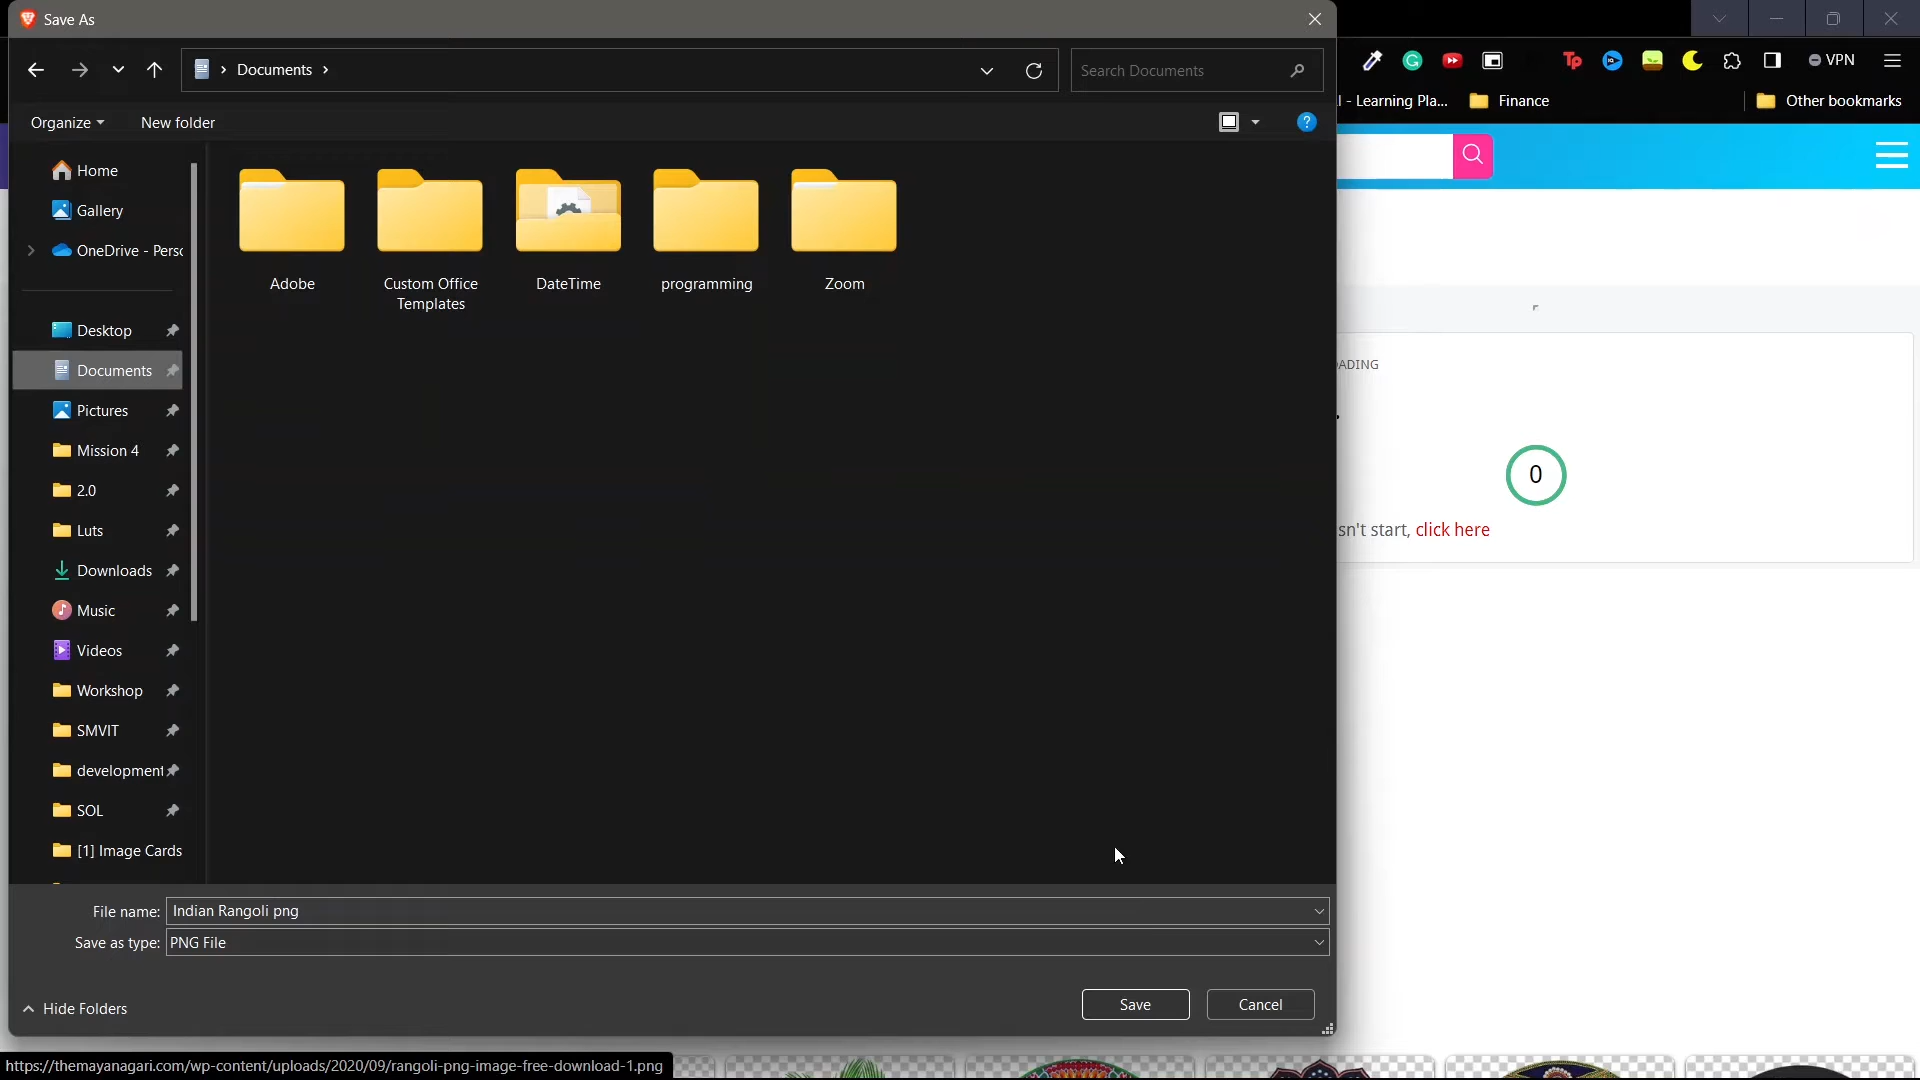 Save As
Documents
Search Documents
VPN
Learning Pla...
Finance
Other bookmarks
Organize
New folder
?
Home
Gallery
OneDrive - Perso
Desktop
Documents
Pictures
Mission 4
2.0
Luts
Downloads
Music
Videos
Workshop
SMVIT
development
SOL
[1] Image Cards
Adobe
Custom Office
Templates
DateTime
programming
Zoom
Tp
ADING
0
sn't start, click here
File name: Indian Rangoli png
Save as type: PNG File
Hide Folders
Save
Cancel
https://themayanagari.com/wp-content/uploads/2020/09/rangoli-png-image-free-download-1.png